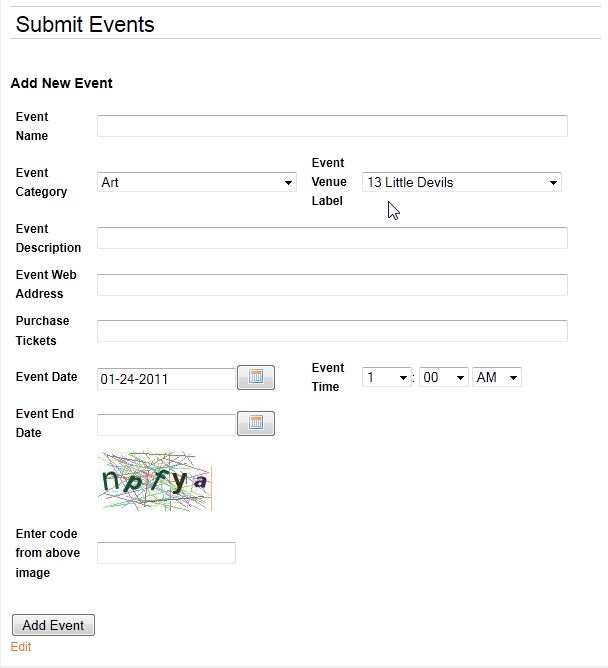 Submit Events
Add New Event
Event
Name
Event
Category
Art
Event
Venue
Label
13 Little Devils
Event
Description
Event Web
Address
Purchase
Tickets
Event Date
01-24-2011
Event
Time
1 : 00 AM
Event End
Date
npfya
Enter code
from above
image
Add Event
Edit